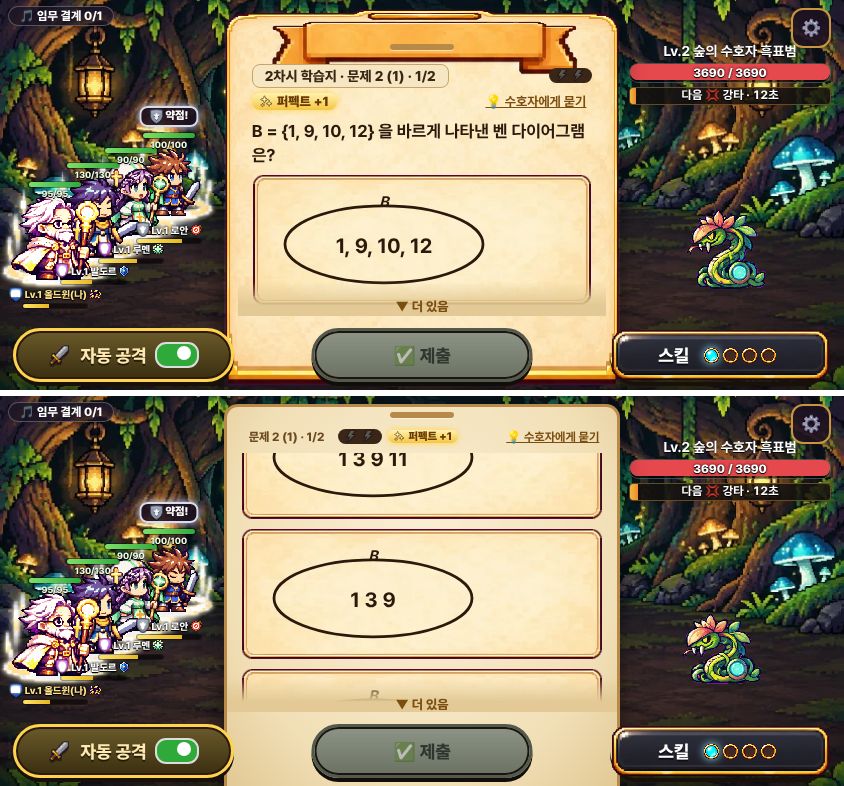 🎵 임무 결계 0/1
2차시 학습지 · 문제 2 (1) · 1/2
퍼펙트 +1
💡 수호자에게 묻기
B = {1, 9, 10, 12} 을 바르게 나타낸 벤 다이어그램
은?
B
1, 9, 10, 12
▼ 더 있음
Lv.2 숲의 수호자 흑표범
3690 / 3690
다음 💢 강타 · 12초
약점!
100/100
90/90
130/130
95/95
Lv.1 로안
Lv.1 루멘
Lv.1 발도르
Lv.1 올드윈(나)
자동 공격
✅ 제출
스킬
🎵 임무 결계 0/1
문제 2 (1) · 1/2
퍼펙트 +1
💡 수호자에게 묻기
1 3 9 11
B
1 3 9
B
▼ 더 있음
Lv.2 숲의 수호자 흑표범
3690 / 3690
다음 💢 강타 · 12초
약점!
100/100
90/90
130/130
95/95
Lv.1 로안
Lv.1 루멘
Lv.1 발도르
Lv.1 올드윈(나)
자동 공격
✅ 제출
스킬